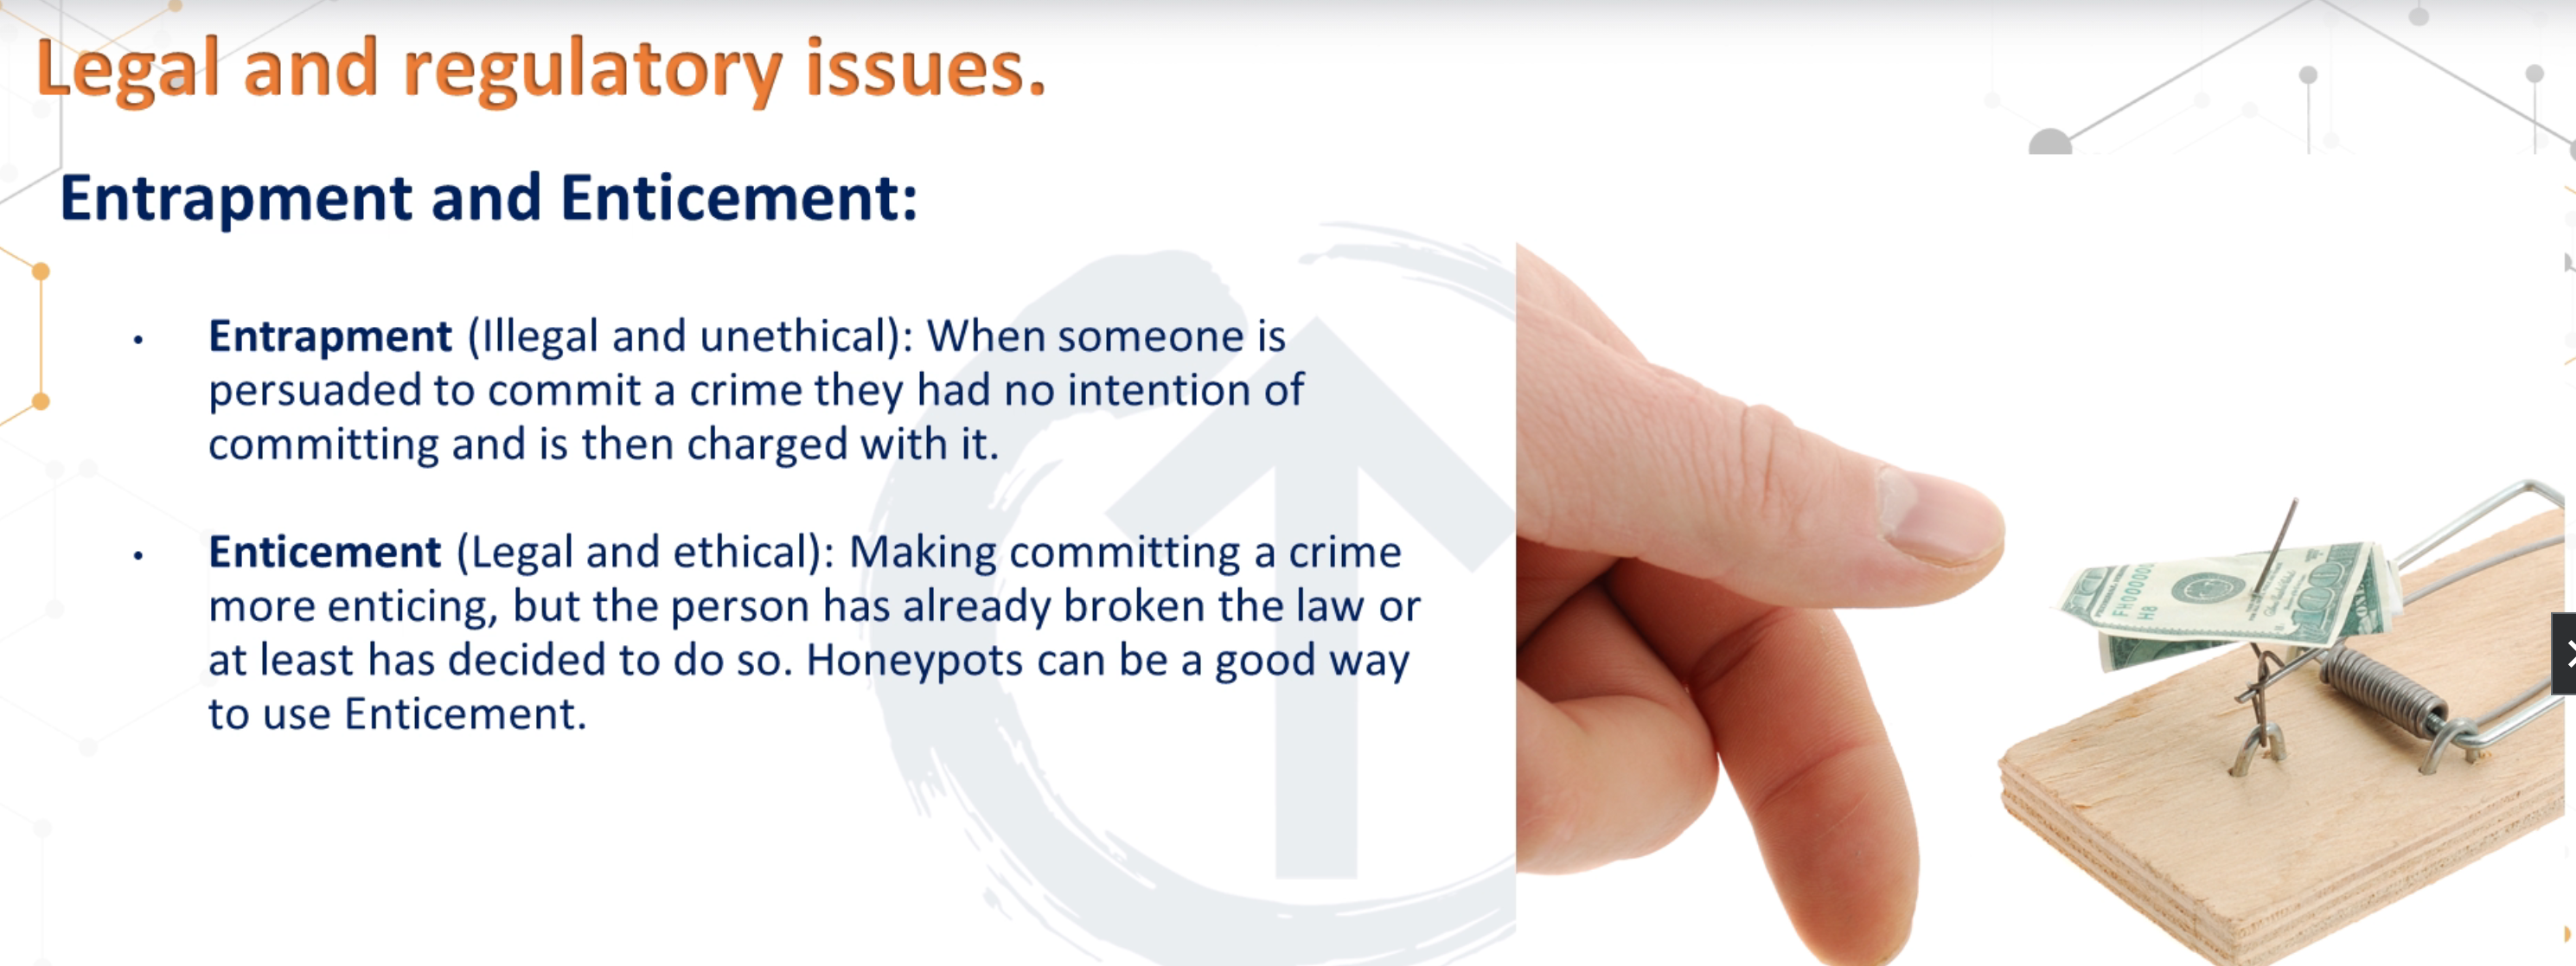 Legal and regulatory issues.
Entrapment and Enticement:
• Entrapment (Illegal and unethical): When someone is
persuaded to commit a crime they had no intention of
committing and is then charged with it.
• Enticement (Legal and ethical): Making committing a crime
more enticing, but the person has already broken the law or
at least has decided to do so. Honeypots can be a good way
to use Enticement.
FH00000
H8
100